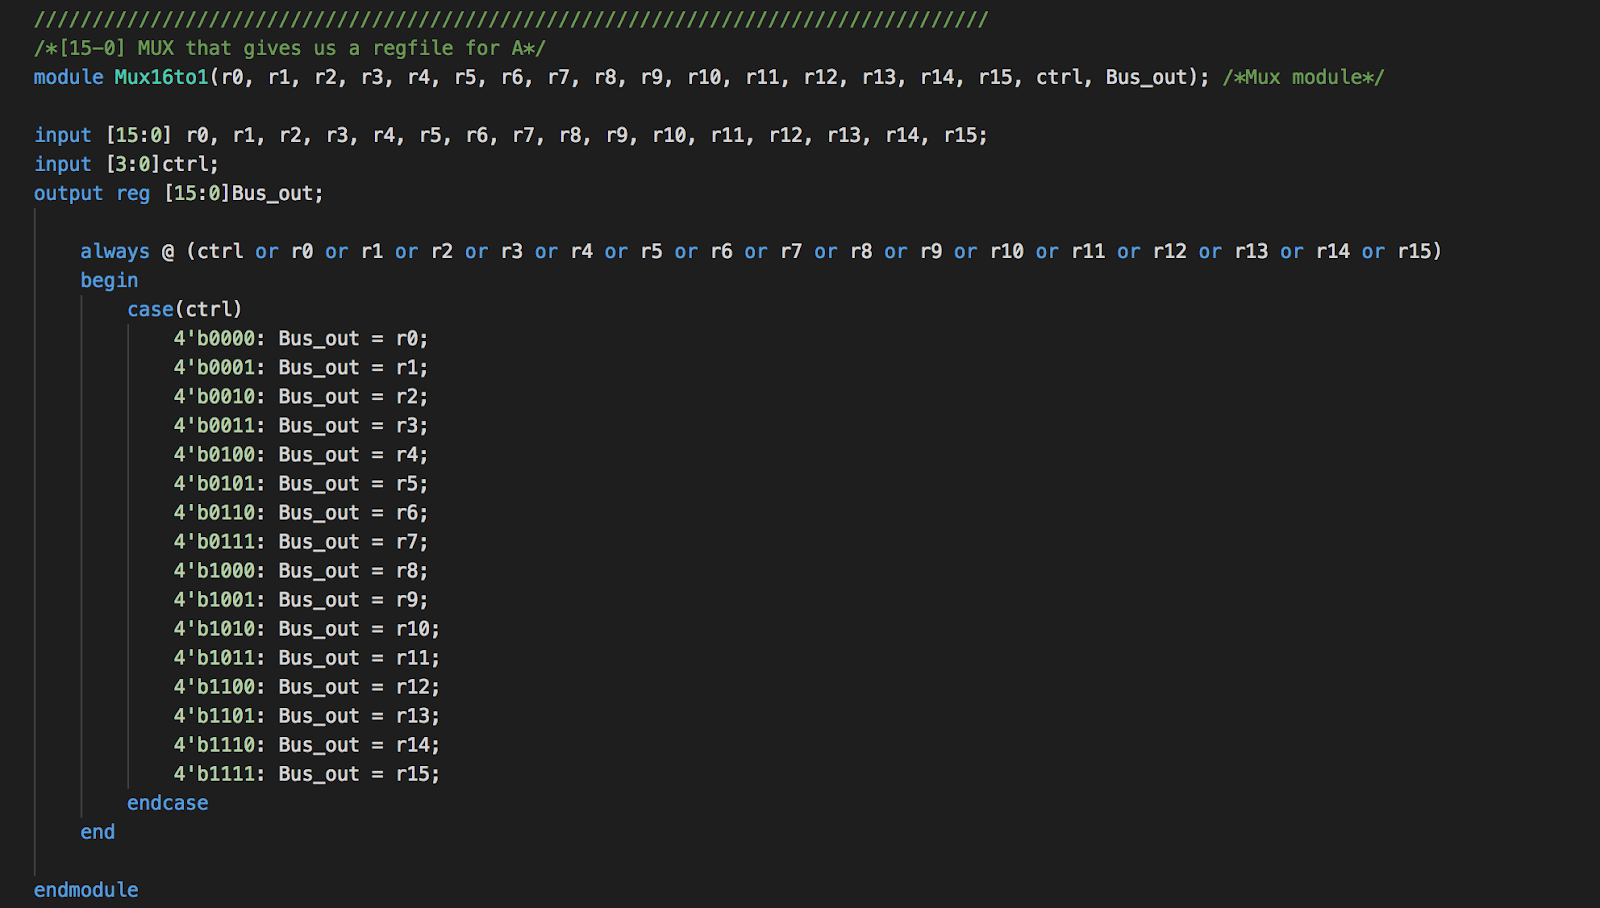 //////////////////////////////////////////////////////////////////////////////////
/*[15-0] MUX that gives us a regfile for A*/
module Mux16to1(r0, r1, r2, r3, r4, r5, r6, r7, r8, r9, r10, r11, r12, r13, r14, r15, ctrl, Bus_out); /*Mux module*/
input [15:0] r0, r1, r2, r3, r4, r5, r6, r7, r8, r9, r10, r11, r12, r13, r14, r15;
input [3:0]ctrl;
output reg [15:0]Bus_out;
always @ (ctrl or r0 or r1 or r2 or r3 or r4 or r5 or r6 or r7 or r8 or r9 or r10 or r11 or r12 or r13 or r14 or r15)
begin
case(ctrl)
4'b0000: Bus_out = r0;
4'b0001: Bus_out = r1;
4'b0010: Bus_out = r2;
4'b0011: Bus_out = r3;
4'b0100: Bus_out = r4;
4'b0101: Bus_out = r5;
4'b0110: Bus_out = r6;
4'b0111: Bus_out = r7;
4'b1000: Bus_out = r8;
4'b1001: Bus_out = r9;
4'b1010: Bus_out = r10;
4'b1011: Bus_out = r11;
4'b1100: Bus_out = r12;
4'b1101: Bus_out = r13;
4'b1110: Bus_out = r14;
4'b1111: Bus_out = r15;
endcase
end
endmodule